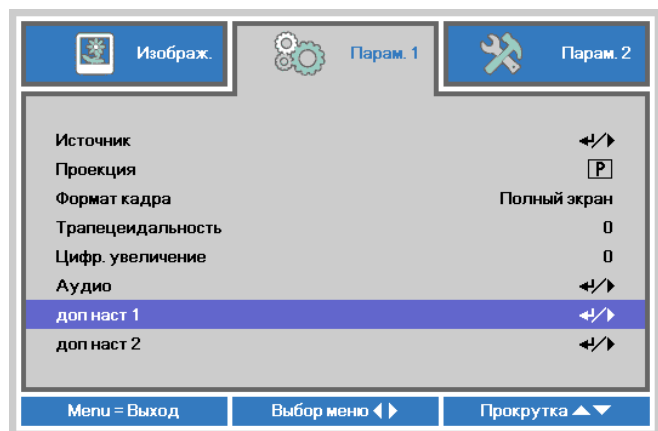 Изображ. Парам. 1 Парам. 2
Источник ↵/▶
Проекция P
Формат кадра Полный экран
Трапецеидальность 0
Цифр. увеличение 0
Аудио ↵/▶
доп наст 1 ↵/▶
доп наст 2 ↵/▶
Menu = Выход Выбор меню ◀▶ Прокрутка ▲▼